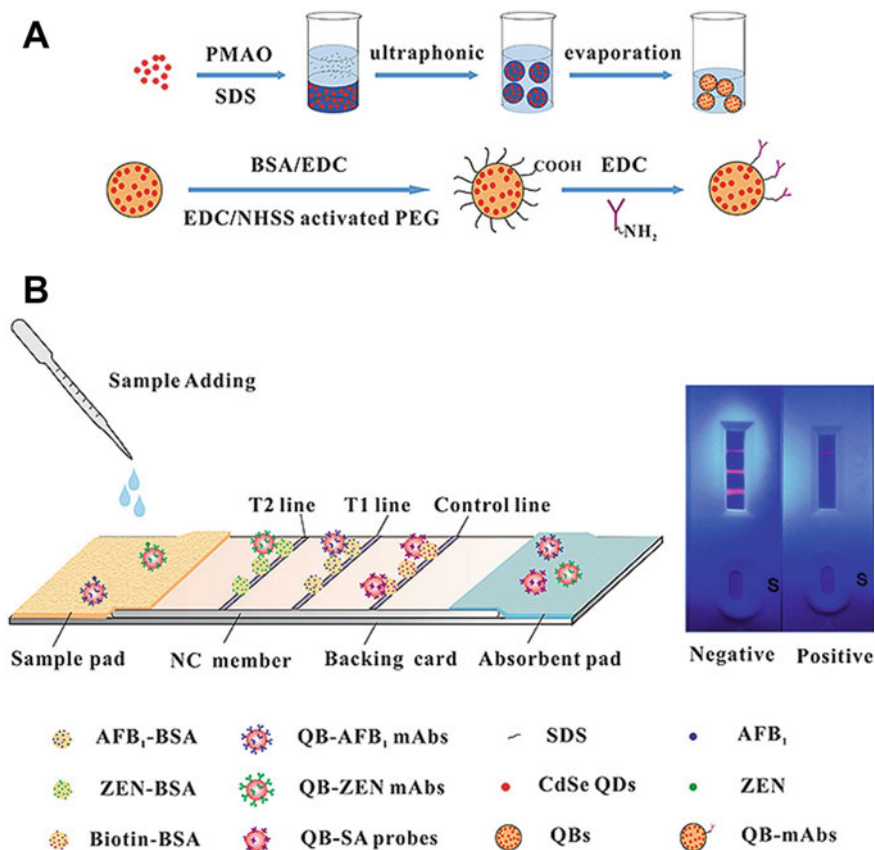 A
PMAO
SDS
ultraphonic
evaporation
BSA/EDC
EDC/NHSS activated PEG
COOH
EDC
NH₂
B
Sample Adding
T2 line
T1 line
Control line
Sample pad
NC member
Backing card
Absorbent pad
S
S
Negative
Positive
AFB₁-BSA
QB-AFB₁ mAbs
SDS
AFB₁
ZEN-BSA
QB-ZEN mAbs
CdSe QDs
ZEN
Biotin-BSA
QB-SA probes
QBs
QB-mAbs